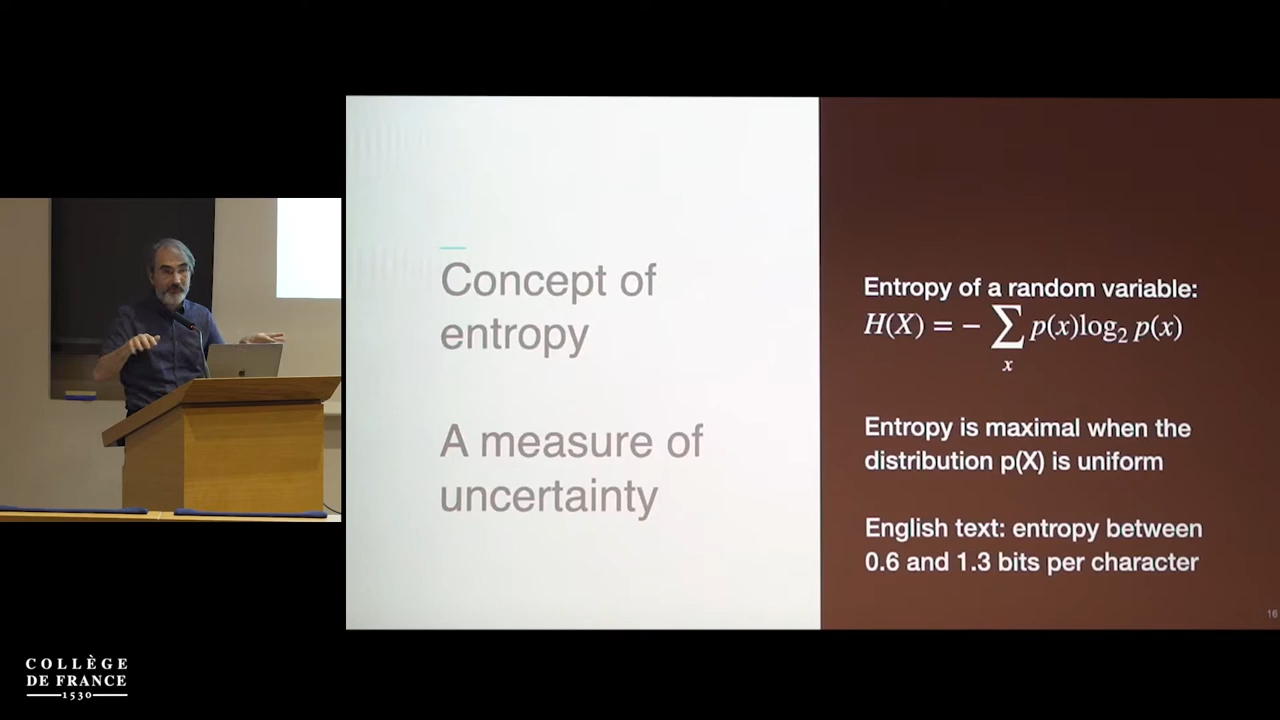 Concept of
entropy
A measure of
uncertainty
Entropy of a random variable:
H(X) = − ∑ p(x)log₂ p(x)
x
Entropy is maximal when the
distribution p(X) is uniform
English text: entropy between
0.6 and 1.3 bits per character
16
COLLÈGE
DE FRANCE
1530